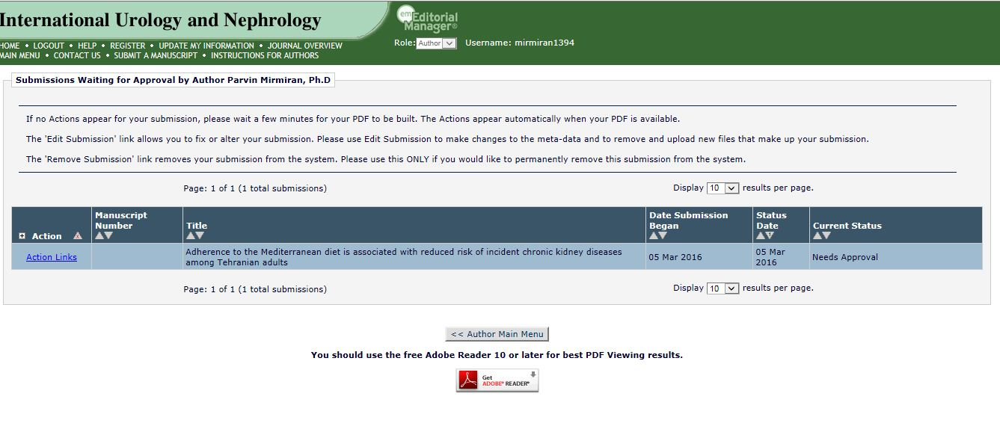 International Urology and Nephrology
em Editorial
Manager®
HOME • LOGOUT • HELP • REGISTER • UPDATE MY INFORMATION • JOURNAL OVERVIEW
MAIN MENU • CONTACT US • SUBMIT A MANUSCRIPT • INSTRUCTIONS FOR AUTHORS
Role: Author Username: mirmiran1394
Submissions Waiting for Approval by Author Parvin Mirmiran, Ph.D
If no Actions appear for your submission, please wait a few minutes for your PDF to be built. The Actions appear automatically when your PDF is available.
The 'Edit Submission' link allows you to fix or alter your submission. Please use Edit Submission to make changes to the meta-data and to remove and upload new files that make up your submission.
The 'Remove Submission' link removes your submission from the system. Please use this ONLY if you would like to permanently remove this submission from the system.
Page: 1 of 1 (1 total submissions) Display 10 results per page.
Action
Manuscript
Number
Title
Date Submission
Began
Status
Date
Current Status
Action Links
Adherence to the Mediterranean diet is associated with reduced risk of incident chronic kidney diseases
among Tehranian adults
05 Mar 2016
05 Mar
2016
Needs Approval
Page: 1 of 1 (1 total submissions) Display 10 results per page.
<< Author Main Menu
You should use the free Adobe Reader 10 or later for best PDF Viewing results.
Get
ADOBE® READER®